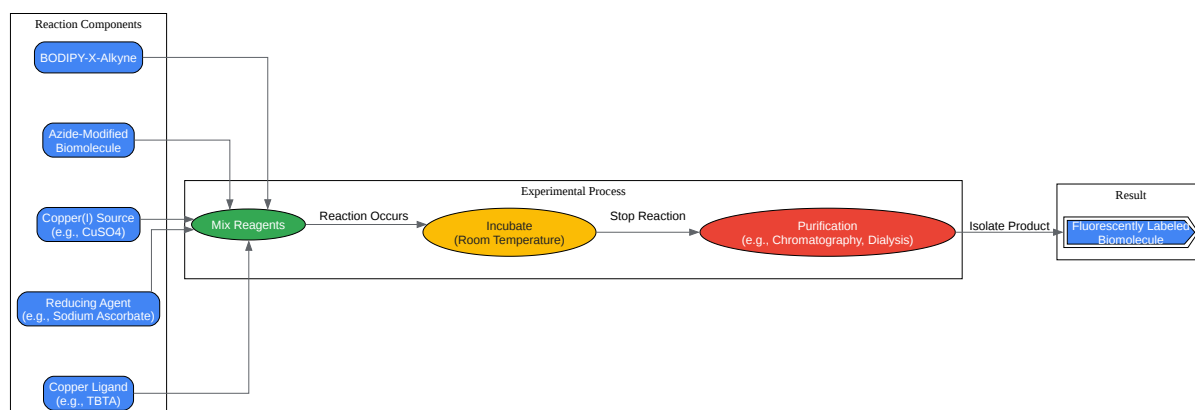 Reaction Components
BODIPY-X-Alkyne
Azide-Modified
Biomolecule
Copper(I) Source
(e.g., CuSO4)
Reducing Agent
(e.g., Sodium Ascorbate)
Copper Ligand
(e.g., TBTA)
Experimental Process
Mix Reagents
Reaction Occurs
Incubate
(Room Temperature)
Stop Reaction
Purification
(e.g., Chromatography, Dialysis)
Isolate Product
Result
Fluorescently Labeled
Biomolecule